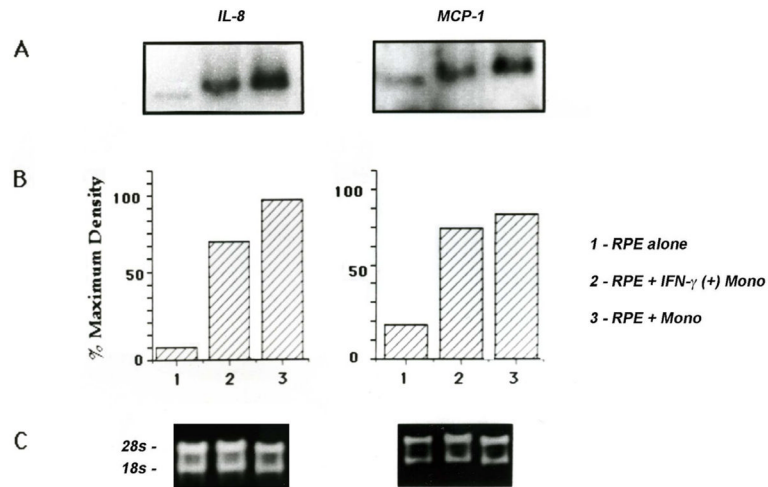 IL-8
MCP-1
A
B
% Maximum Density
100
50
0
1 2 3
100
50
0
1 2 3
1 - RPE alone
2 - RPE + IFN-γ (+) Mono
3 - RPE + Mono
C
28s -
18s -